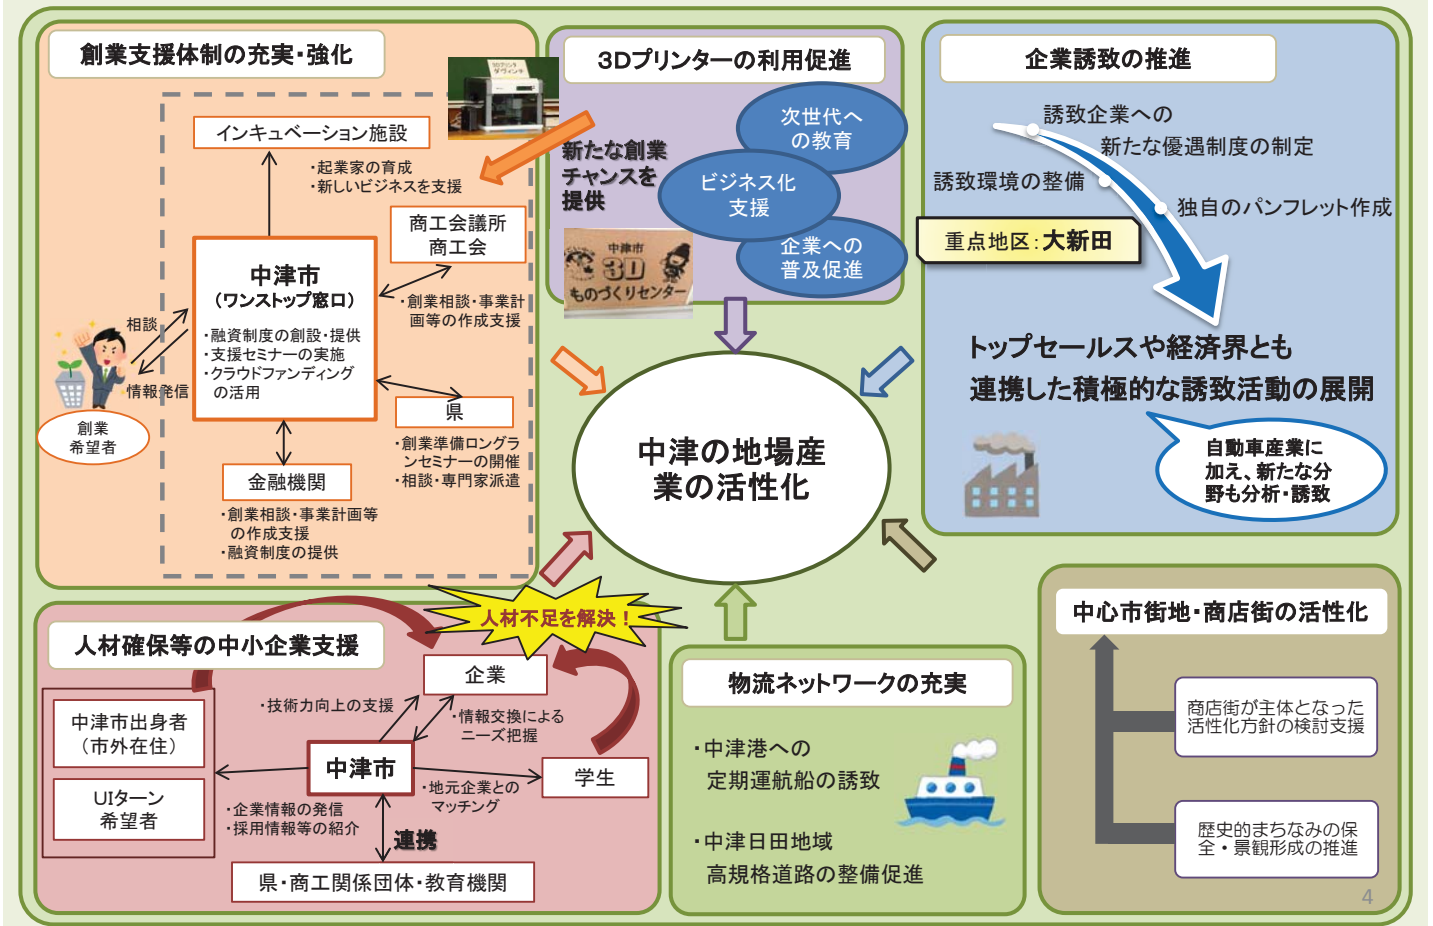 創業支援体制の充実・強化
3Dプリンタ
ダヴィンチ
インキュベーション施設
・起業家の育成
・新しいビジネスを支援
商工会議所
商工会
・創業相談・事業計
画等の作成支援
中津市
（ワンストップ窓口）
・融資制度の創設・提供
・支援セミナーの実施
・クラウドファンディング
の活用
相談
情報発信
創業
希望者
県
・創業準備ロングラ
ンセミナーの開催
・相談・専門家派遣
金融機関
・創業相談・事業計画等
の作成支援
・融資制度の提供
3Dプリンターの利用促進
新たな創業
チャンスを
提供
次世代へ
の教育
ビジネス化
支援
企業への
普及促進
中津市
3D
ものづくりセンター
企業誘致の推進
誘致企業への
新たな優遇制度の制定
誘致環境の整備
独自のパンフレット作成
重点地区：大新田
トップセールスや経済界とも
連携した積極的な誘致活動の展開
自動車産業に
加え、新たな分
野も分析・誘致
中津の地場産
業の活性化
人材確保等の中小企業支援
人材不足を解決！
企業
・技術力向上の支援
・情報交換による
ニーズ把握
中津市出身者
（市外在住）
UIターン
希望者
中津市
学生
・地元企業との
マッチング
・企業情報の発信
・採用情報等の紹介
連携
県・商工関係団体・教育機関
物流ネットワークの充実
・中津港への
定期運航船の誘致
・中津日田地域
高規格道路の整備促進
中心市街地・商店街の活性化
商店街が主体となった
活性化方針の検討支援
歴史的まちなみの保
全・景観形成の推進
4